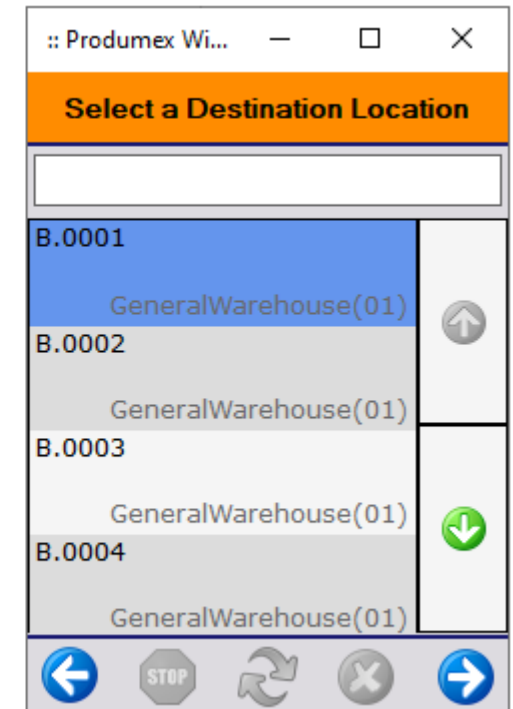 :: Produmex Wi...
Select a Destination Location
B.0001
GeneralWarehouse(01)
B.0002
GeneralWarehouse(01)
B.0003
GeneralWarehouse(01)
B.0004
GeneralWarehouse(01)
STOP